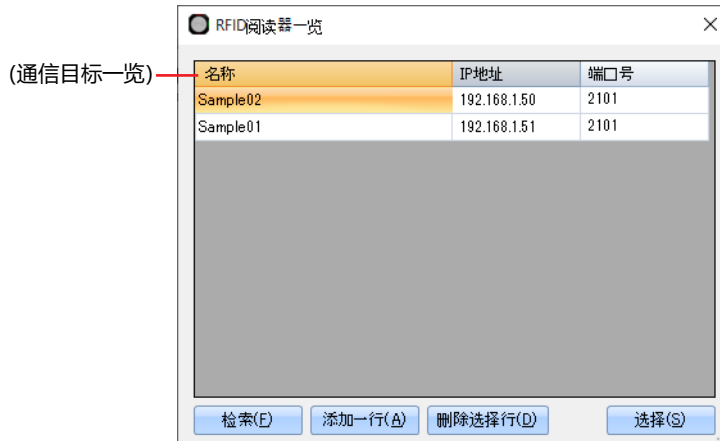 RFID阅读器一览
(通信目标一览)
名称 IP地址 端口号
Sample02 192.168.1.50 2101
Sample01 192.168.1.51 2101
检索(F) 添加一行(A) 删除选择行(D) 选择(S)